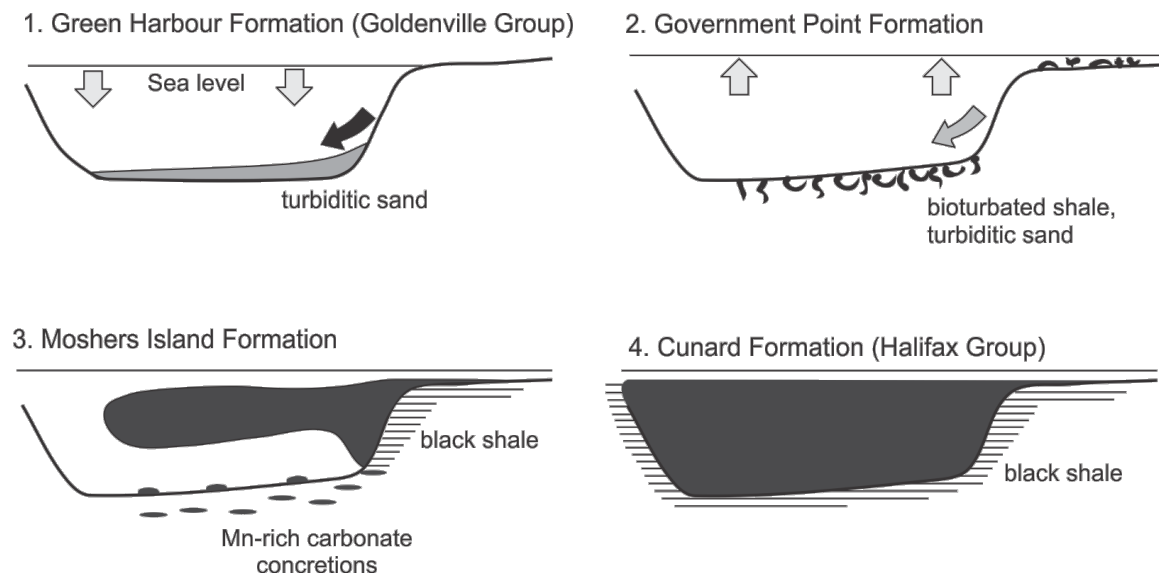 1. Green Harbour Formation (Goldenville Group)
Sea level
turbiditic sand
2. Government Point Formation
bioturbated shale,
turbiditic sand
3. Moshers Island Formation
black shale
Mn-rich carbonate
concretions
4. Cunard Formation (Halifax Group)
black shale